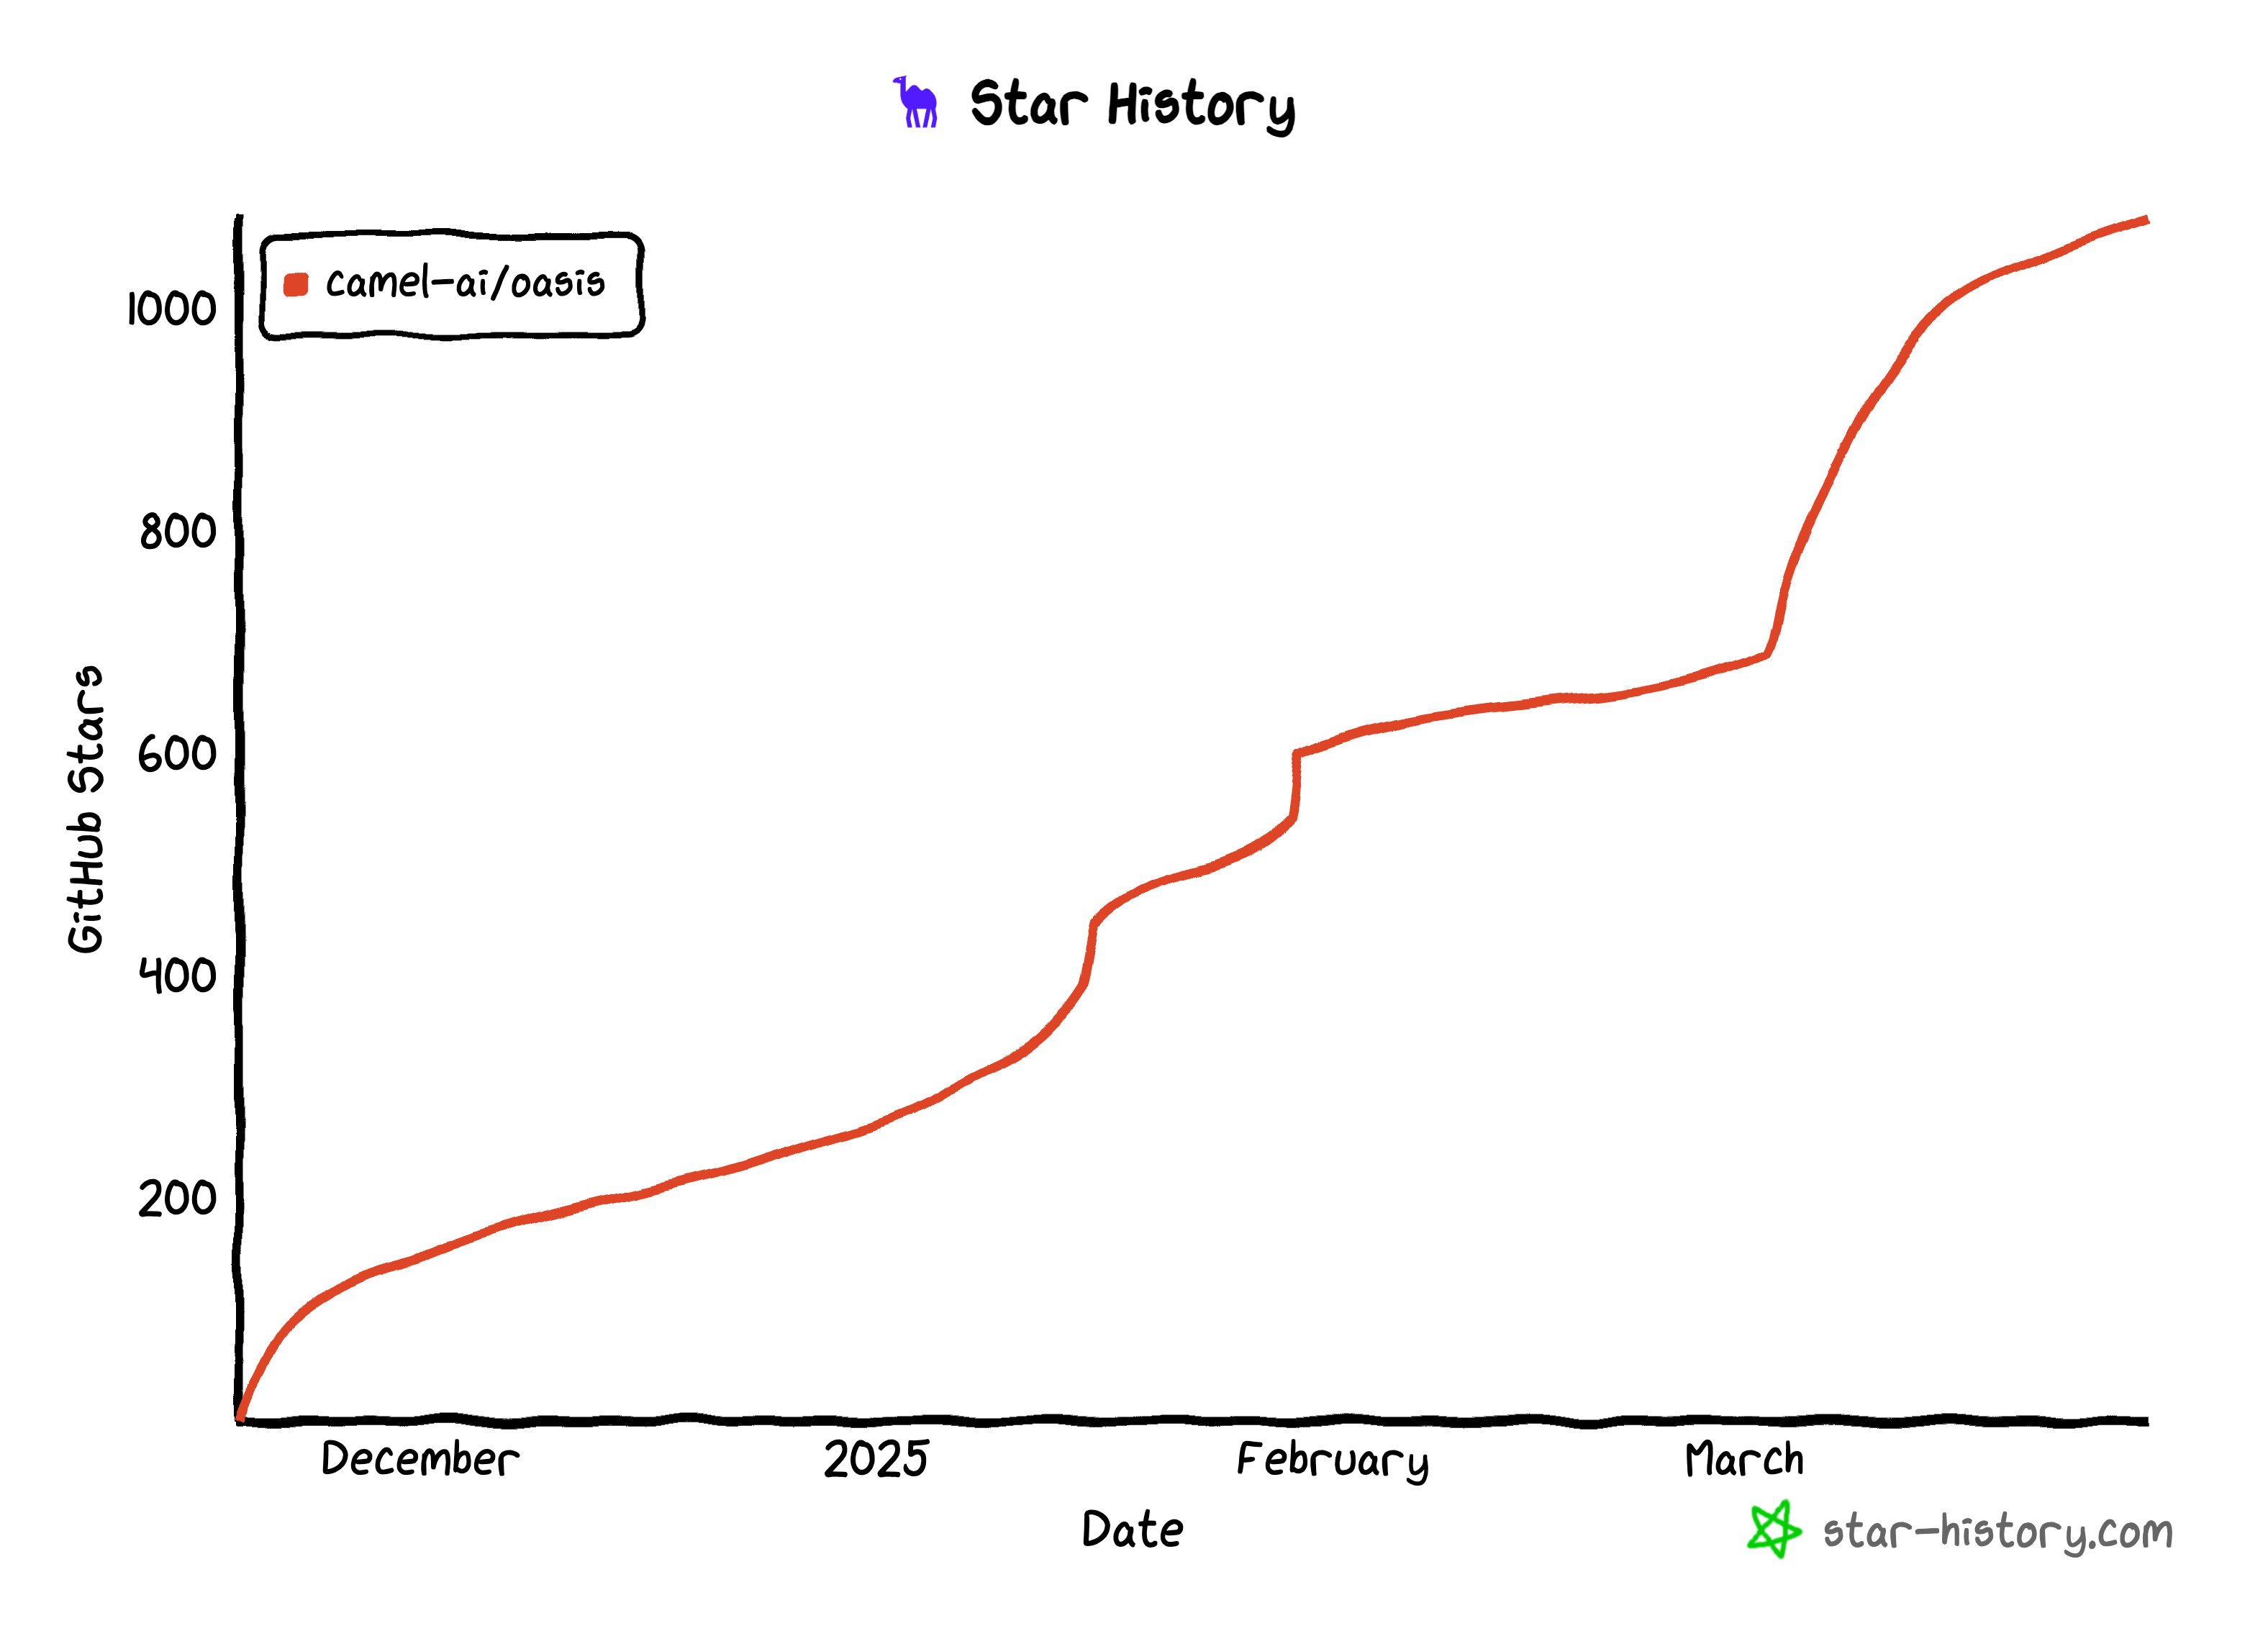 Star History
camel-ai/oasis
1000
800
600
400
200
GitHub Stars
December
2025
February
March
Date
star-history.com